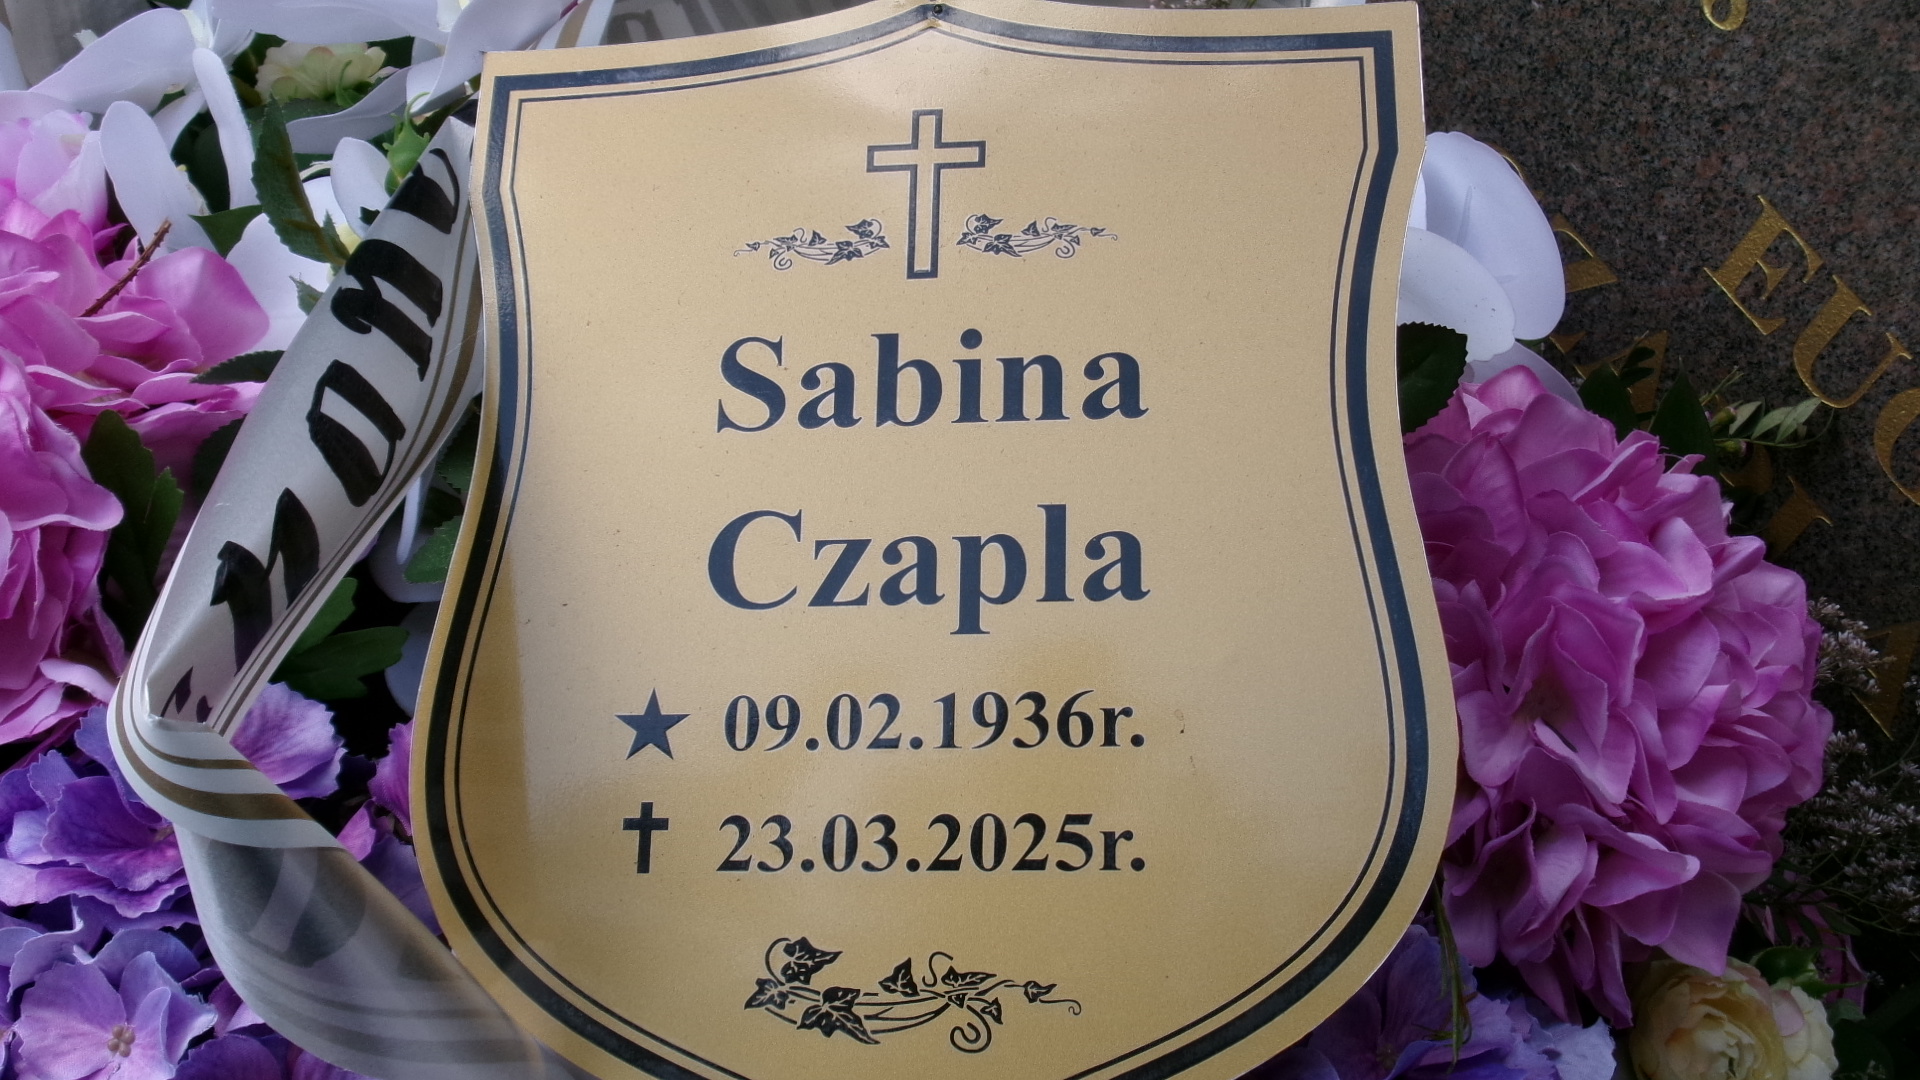 Sabina
Czapla
★ 09.02.1936r.
✝ 23.03.2025r.